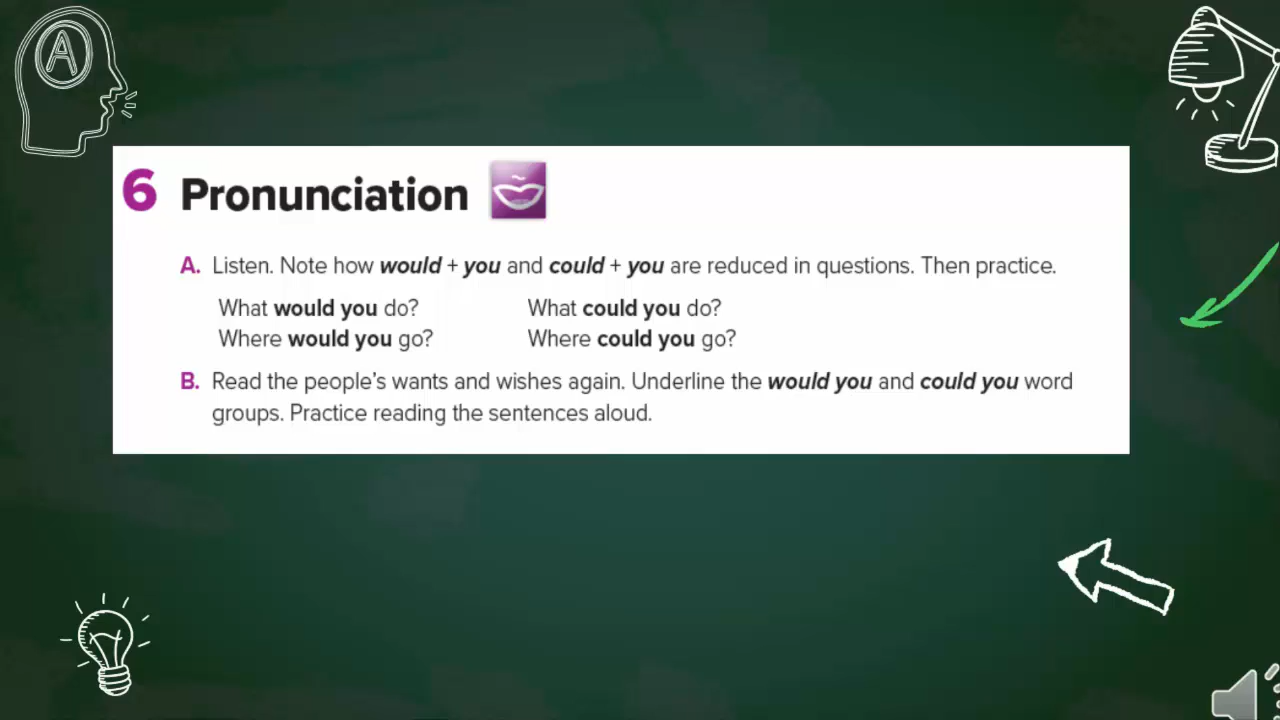 A
6 Pronunciation
A. Listen. Note how would + you and could + you are reduced in questions. Then practice.
What would you do? What could you do?
Where would you go? Where could you go?
B. Read the people's wants and wishes again. Underline the would you and could you word
groups. Practice reading the sentences aloud.